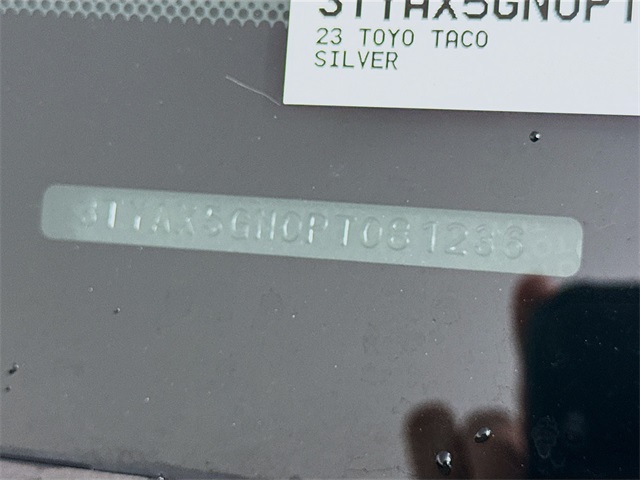 3TYAX5GN0PT
23 TOYO TACO
SILVER
3TYAX5GN0PT081236